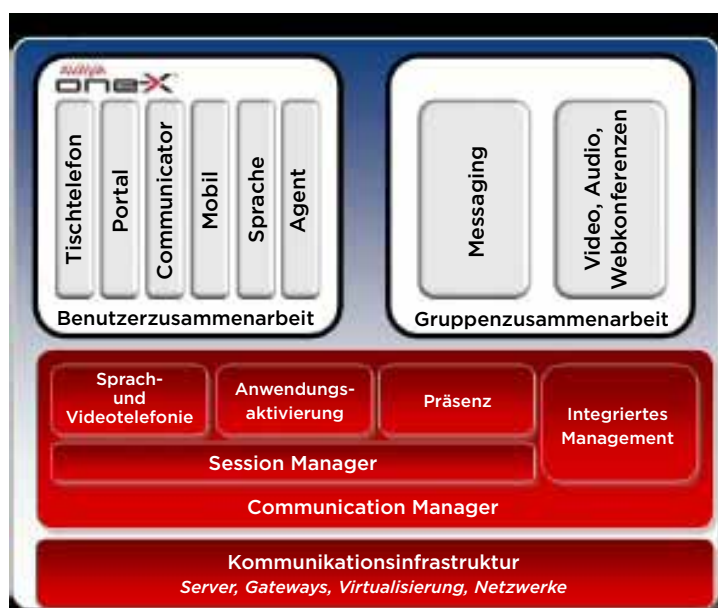 AVAYA
one-X
Tischtelefon
Portal
Communicator
Mobil
Sprache
Agent
Benutzerzusammenarbeit
Messaging
Video, Audio,
Webkonferenzen
Gruppenzusammenarbeit
Sprach-
und
Videotelefonie
Anwendungs-
aktivierung
Präsenz
Integriertes
Management
Session Manager
Communication Manager
Kommunikationsinfrastruktur
Server, Gateways, Virtualisierung, Netzwerke